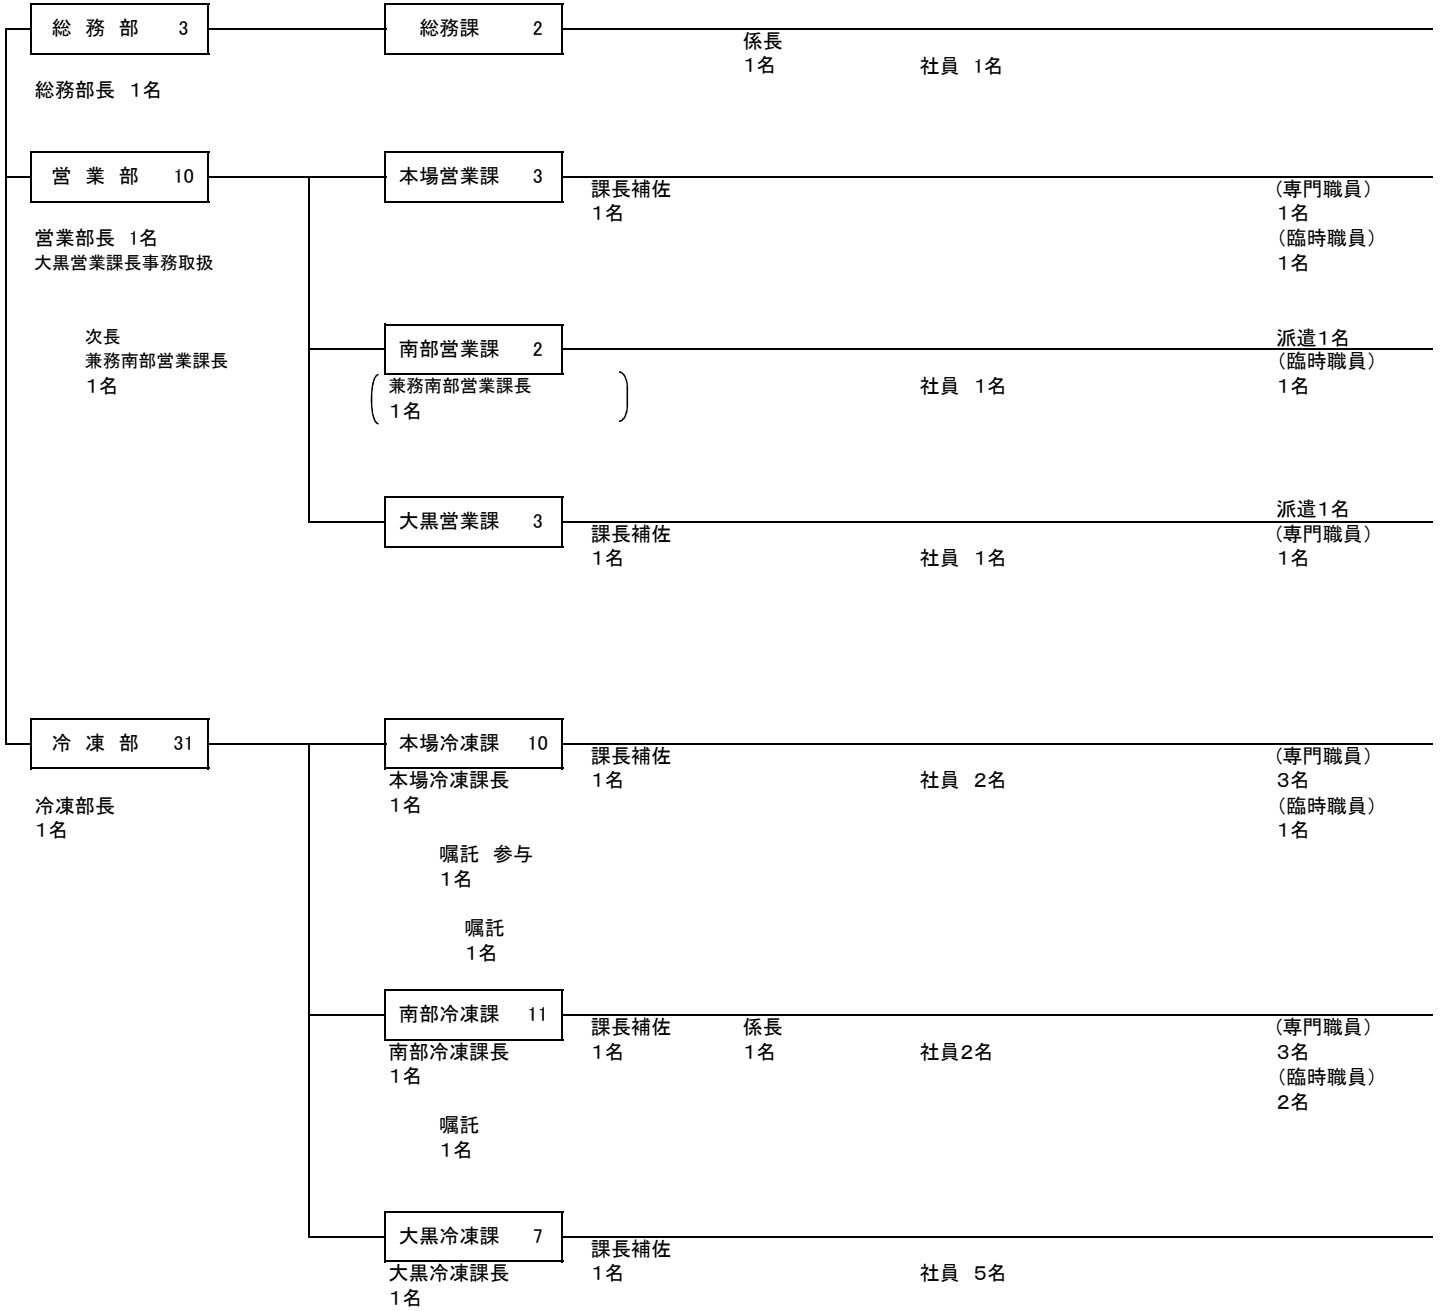 総 務 部 3
総務課 2
係長
1名
社員 1名
総務部長 1名
営 業 部 10
本場営業課 3
課長補佐
1名
(専門職員)
1名
(臨時職員)
1名
営業部長 1名
大黒営業課長事務取扱
次長
兼務南部営業課長
1名
南部営業課 2
兼務南部営業課長
1名
社員 1名
派遣1名
(臨時職員)
1名
大黒営業課 3
課長補佐
1名
社員 1名
派遣1名
(専門職員)
1名
冷 凍 部 31
冷凍部長
1名
本場冷凍課 10
本場冷凍課長
1名
課長補佐
1名
社員 2名
(専門職員)
3名
(臨時職員)
1名
嘱託 参与
1名
嘱託
1名
南部冷凍課 11
南部冷凍課長
1名
課長補佐
1名
係長
1名
社員2名
(専門職員)
3名
(臨時職員)
2名
嘱託
1名
大黒冷凍課 7
大黒冷凍課長
1名
課長補佐
1名
社員 5名